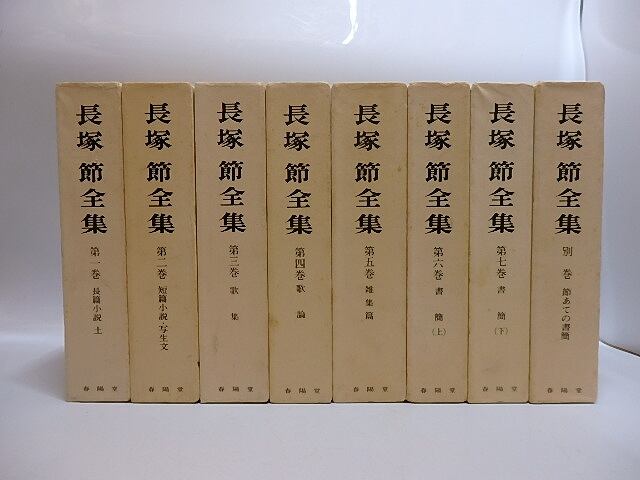 長塚節全集
第一巻 長篇小説 土
春陽堂
長塚節全集
第二巻 短篇小説・写生文
春陽堂
長塚節全集
第三巻 歌集
春陽堂
長塚節全集
第四巻 歌論
春陽堂
長塚節全集
第五巻 雑集篇
春陽堂
長塚節全集
第六巻 書簡(上)
春陽堂
長塚節全集
第七巻 書簡(下)
春陽堂
長塚節全集
別巻 節あての書簡
春陽堂